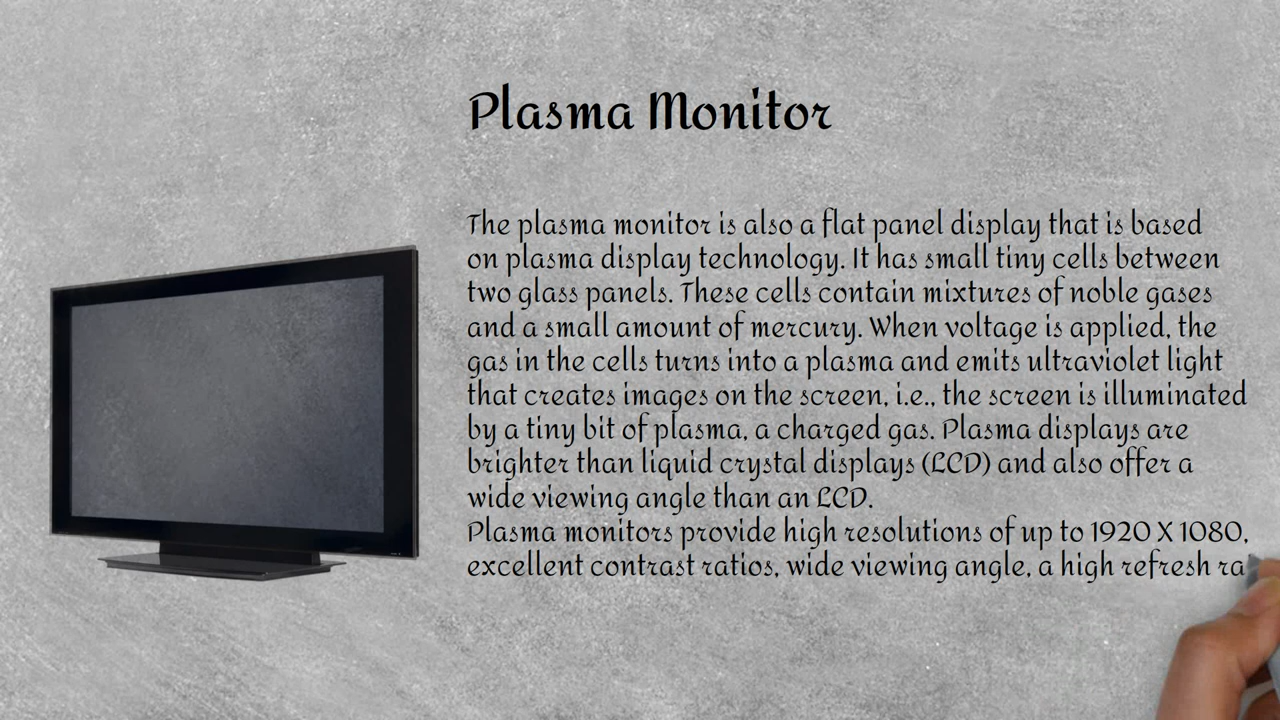 Plasma Monitor
The plasma monitor is also a flat panel display that is based
on plasma display technology. It has small tiny cells between
two glass panels. These cells contain mixtures of noble gases
and a small amount of mercury. When voltage is applied, the
gas in the cells turns into a plasma and emits ultraviolet light
that creates images on the screen, i.e., the screen is illuminated
by a tiny bit of plasma, a charged gas. Plasma displays are
brighter than liquid crystal displays (LCD) and also offer a
wide viewing angle than an LCD.
Plasma monitors provide high resolutions of up to 1920 X 1080,
excellent contrast ratios, wide viewing angle, a high refresh ra